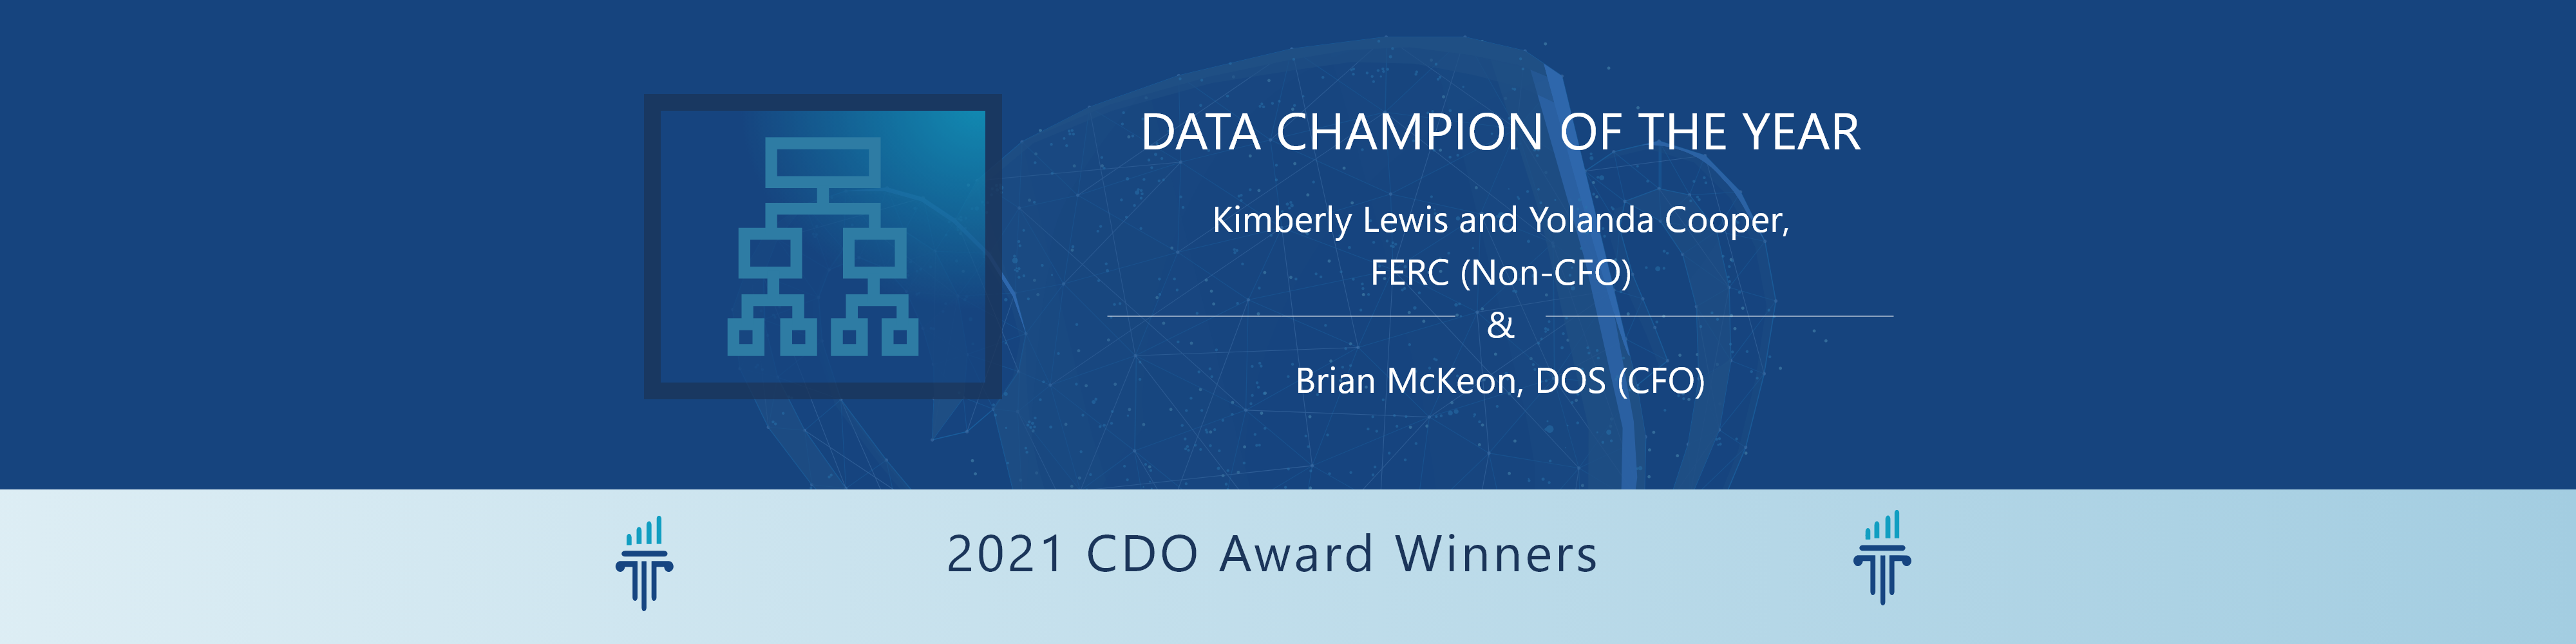 DATA CHAMPION OF THE YEAR
Kimberly Lewis and Yolanda Cooper,
FERC (Non-CFO)
&
Brian McKeon, DOS (CFO)
2021 CDO Award Winners